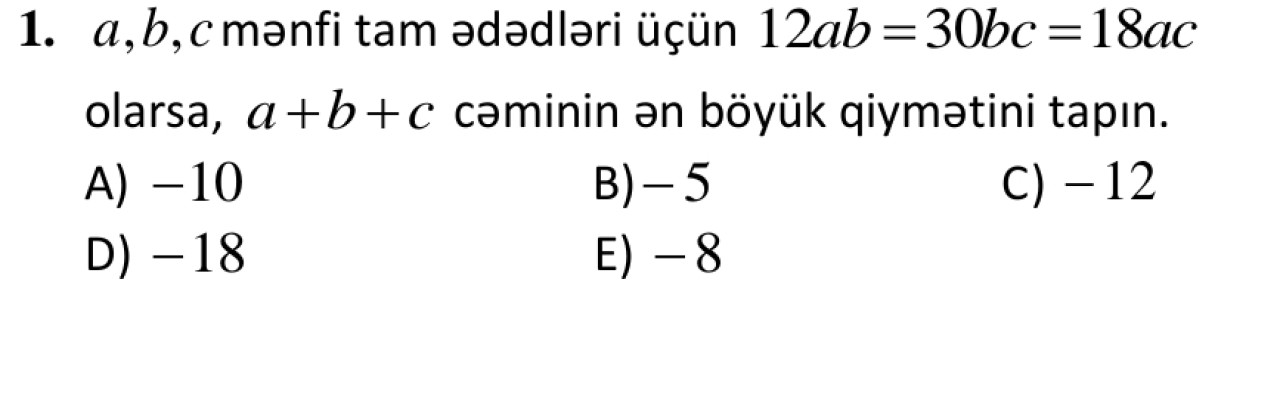 1. a,b,c mənfi tam ədədləri üçün 12ab=30bc=18ac
olarsa, a+b+c cəminin ən böyük qiymətini tapın.
A) −10 B)−5 C) −12
D) −18 E) −8